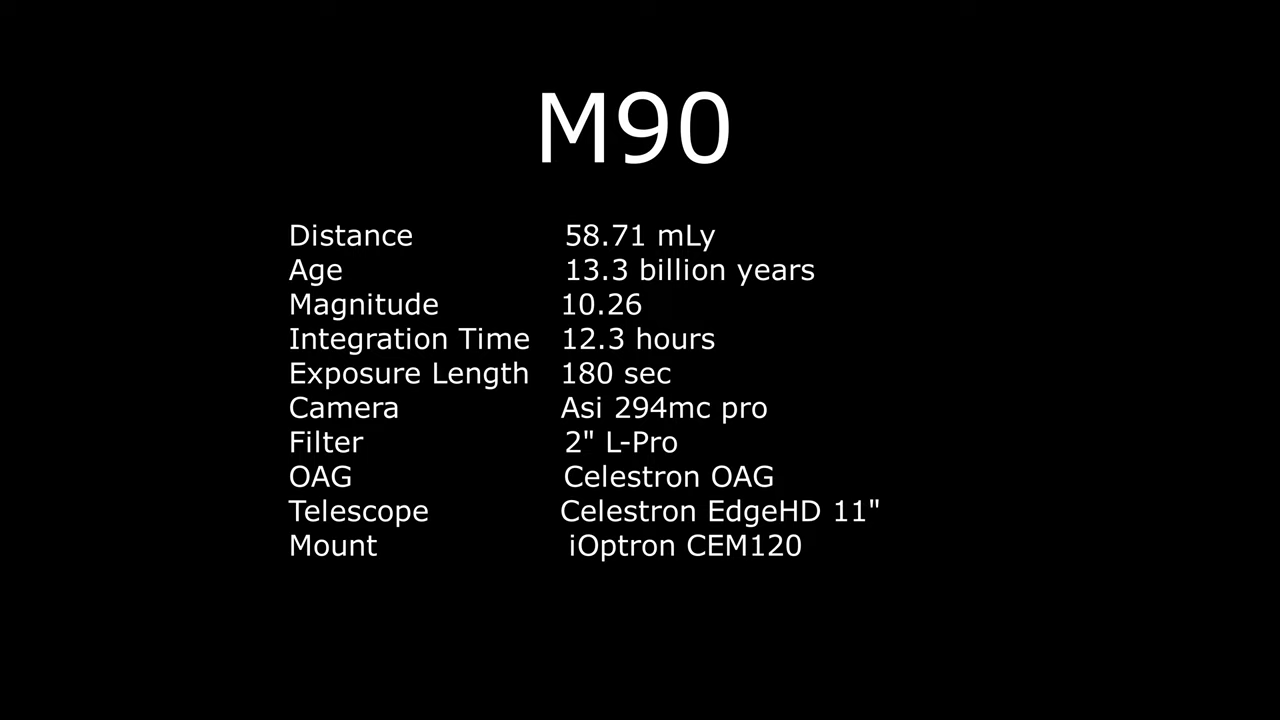 M90
Distance 58.71 mLy
Age 13.3 billion years
Magnitude 10.26
Integration Time 12.3 hours
Exposure Length 180 sec
Camera Asi 294mc pro
Filter 2" L-Pro
OAG Celestron OAG
Telescope Celestron EdgeHD 11"
Mount iOptron CEM120